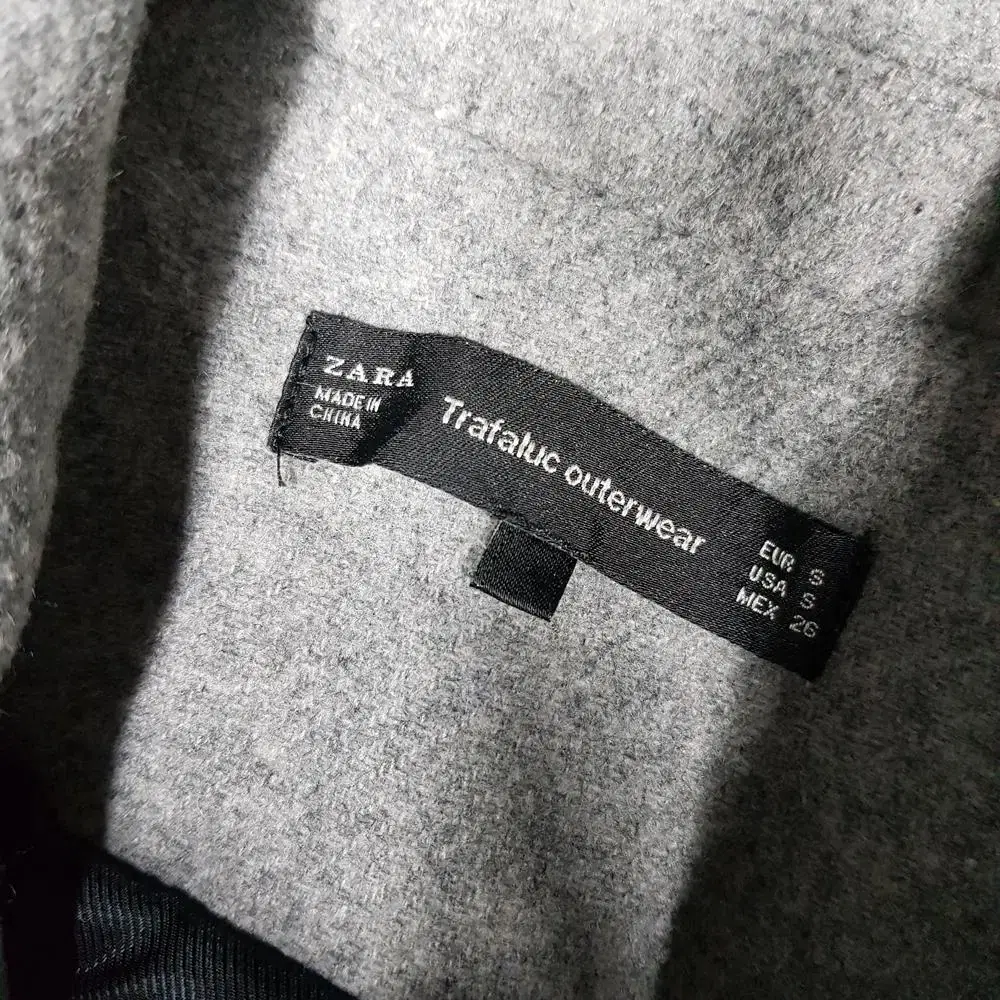 ZARA
MADE IN
CHINA
Trafaluc outerwear
EUR S
USA S
MEX 26